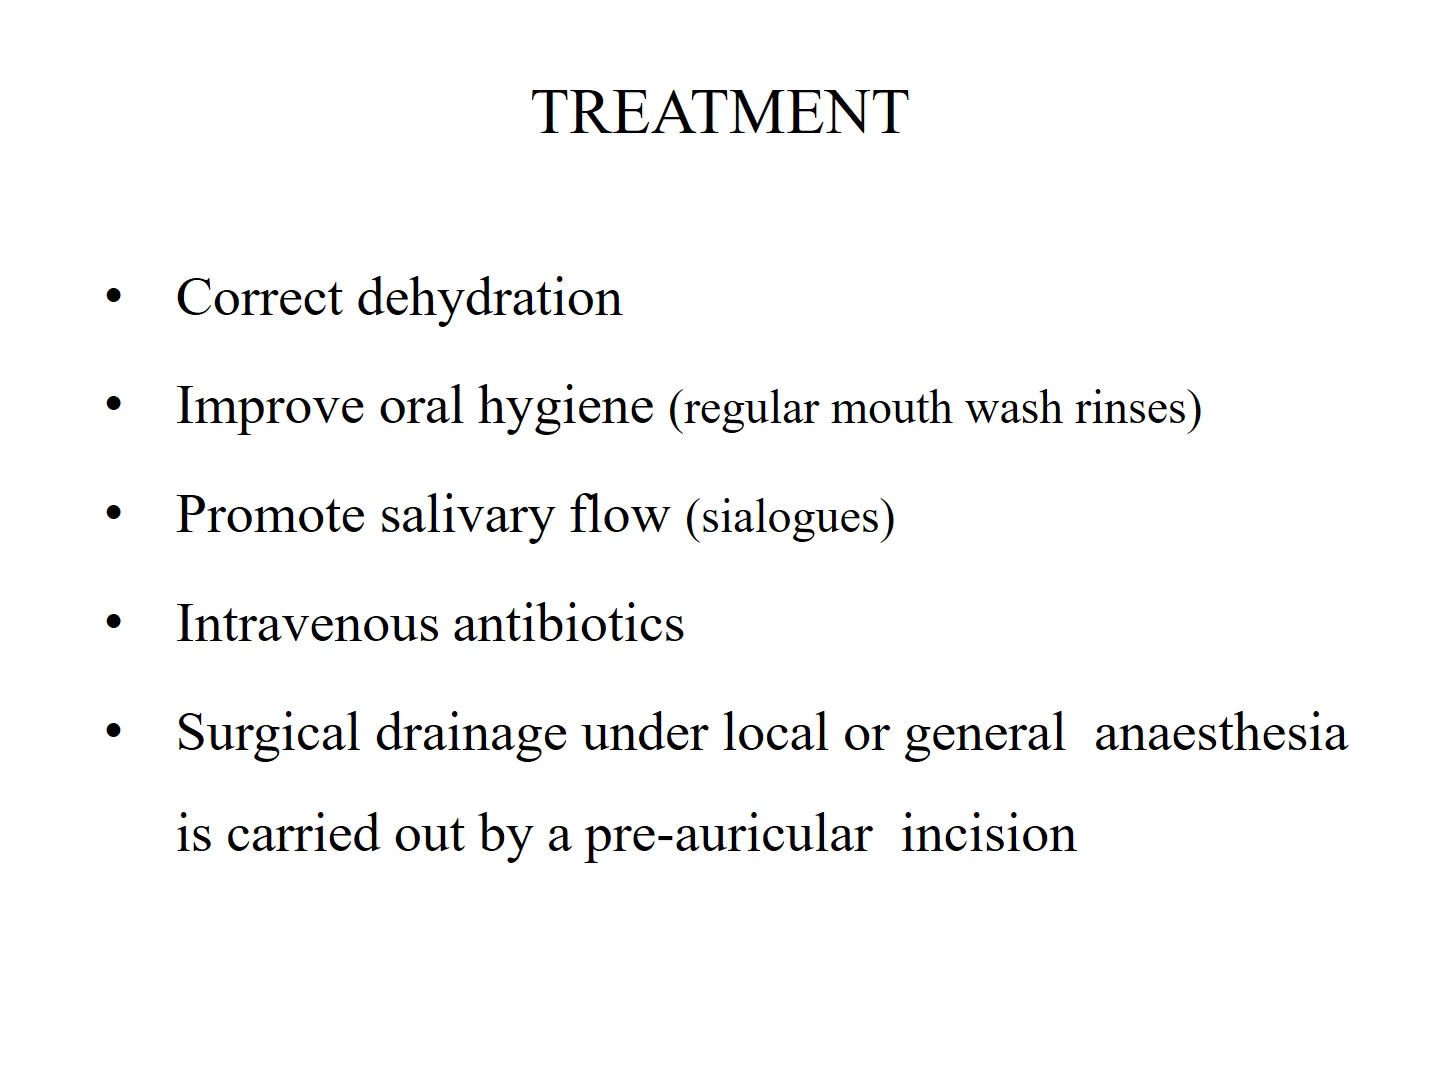 TREATMENT
• Correct dehydration
• Improve oral hygiene (regular mouth wash rinses)
• Promote salivary flow (sialogues)
• Intravenous antibiotics
• Surgical drainage under local or general  anaesthesia
is carried out by a pre-auricular  incision